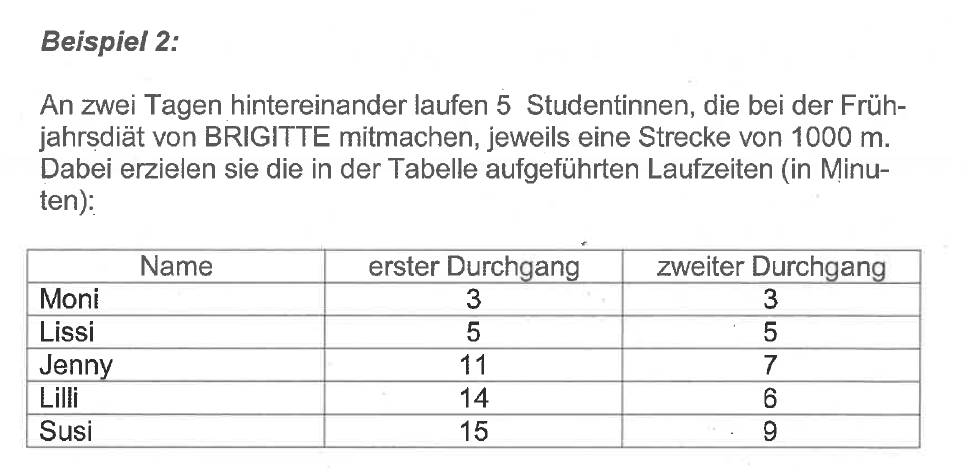 Beispiel 2:
An zwei Tagen hintereinander laufen 5 Studentinnen, die bei der Früh-
jahrsdiät von BRIGITTE mitmachen, jeweils eine Strecke von 1000 m.
Dabei erzielen sie die in der Tabelle aufgeführten Laufzeiten (in Minu-
ten):
Name erster Durchgang zweiter Durchgang
Moni 3 3
Lissi 5 5
Jenny 11 7
Lilli 14 6
Susi 15 9